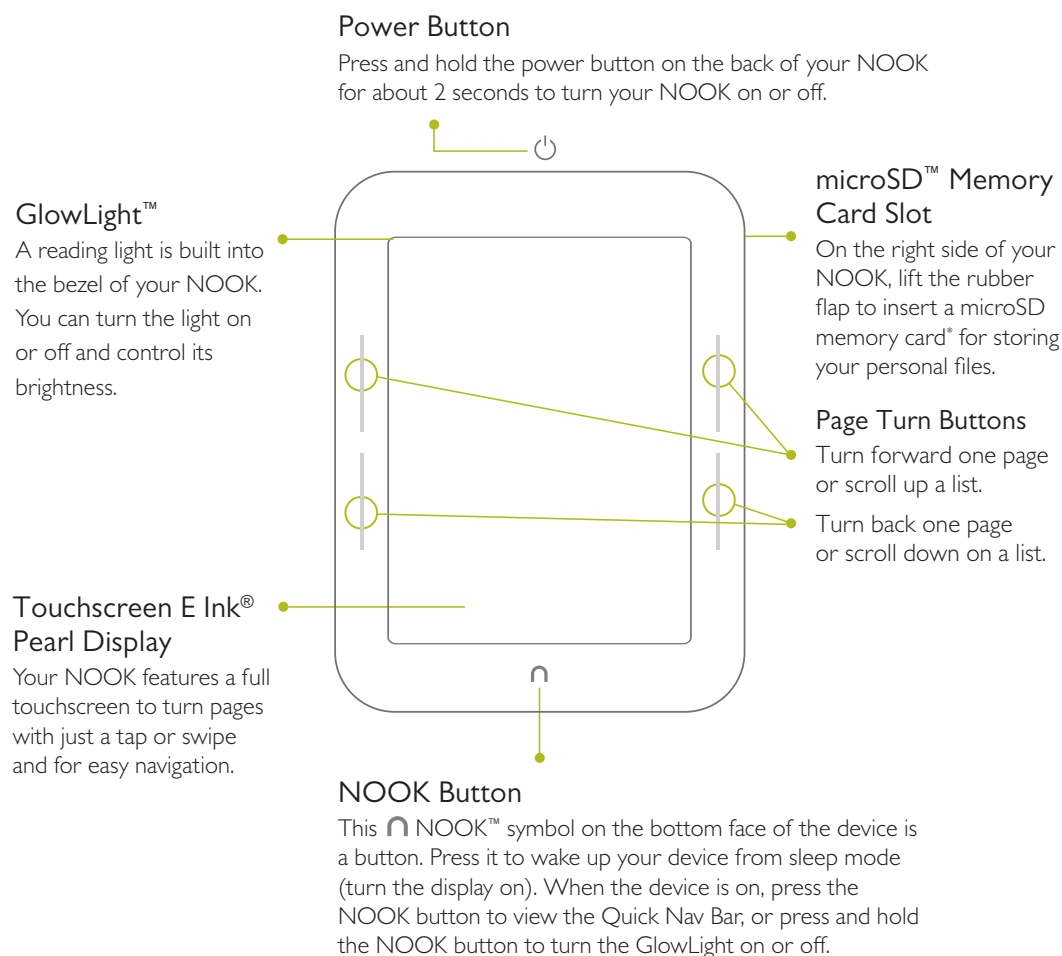 Power Button
Press and hold the power button on the back of your NOOK
for about 2 seconds to turn your NOOK on or off.
GlowLight™
A reading light is built into
the bezel of your NOOK.
You can turn the light on
or off and control its
brightness.
microSD™ Memory
Card Slot
On the right side of your
NOOK, lift the rubber
flap to insert a microSD
memory card* for storing
your personal files.
Page Turn Buttons
Turn forward one page
or scroll up a list.
Turn back one page
or scroll down on a list.
Touchscreen E Ink®
Pearl Display
Your NOOK features a full
touchscreen to turn pages
with just a tap or swipe
and for easy navigation.
NOOK Button
This n NOOK™ symbol on the bottom face of the device is
a button. Press it to wake up your device from sleep mode
(turn the display on). When the device is on, press the
NOOK button to view the Quick Nav Bar, or press and hold
the NOOK button to turn the GlowLight on or off.